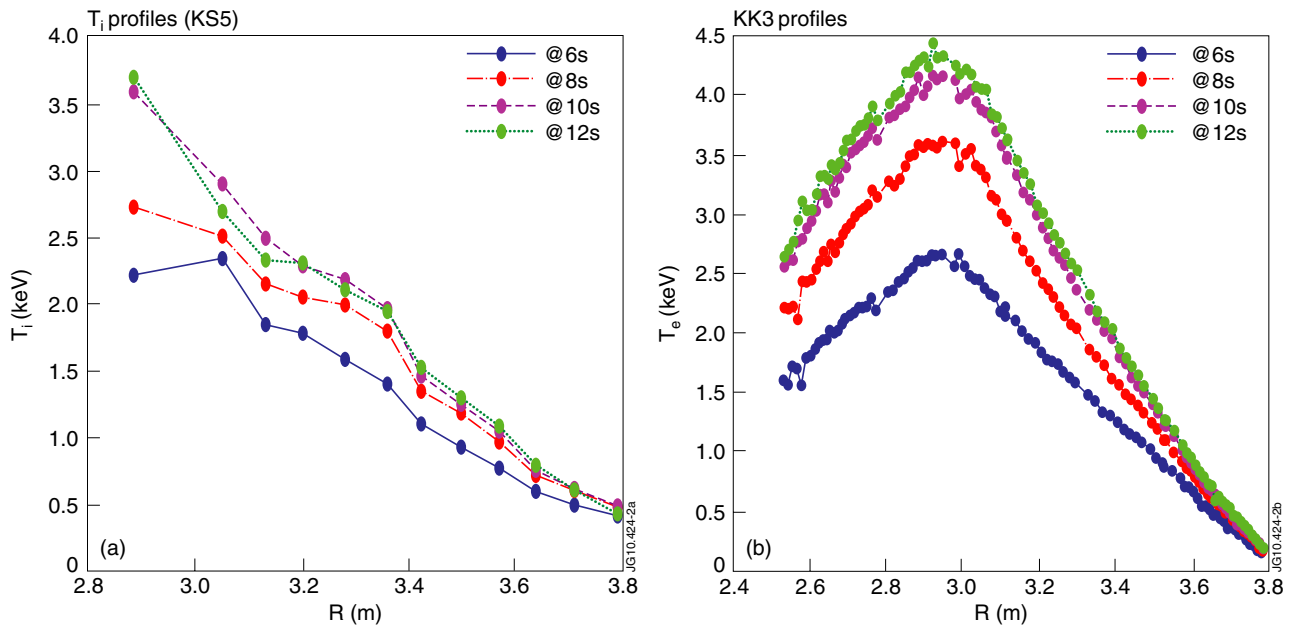 Ti profiles (KS5)
4.0
3.5
3.0
2.5
2.0
1.5
1.0
0.5
0
Ti (keV)
@6s
@8s
@10s
@12s
(a)
JG10.424-2a
2.8 3.0 3.2 3.4 3.6 3.8
R (m)
KK3 profiles
4.5
4.0
3.5
3.0
2.5
2.0
1.5
1.0
0.5
0
Te (keV)
@6s
@8s
@10s
@12s
(b)
JG10.424-2b
2.4 2.6 2.8 3.0 3.4 3.6 3.8
R (m)